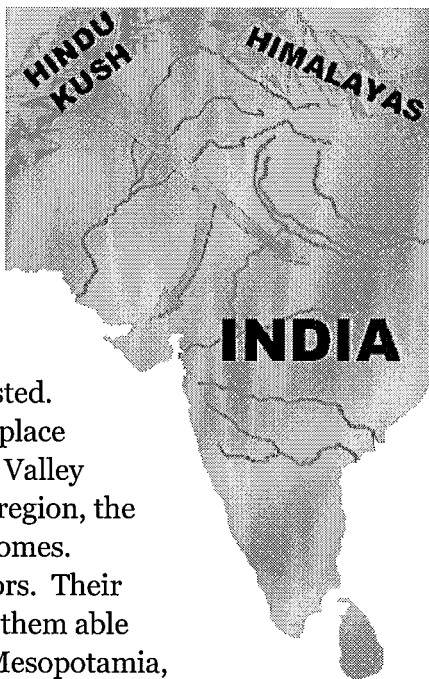 HINDU
KUSH
HIMALAYAS
INDIA
sted.
place
Valley
region, the
omes.
ors. Their
them able
Mesopotamia,